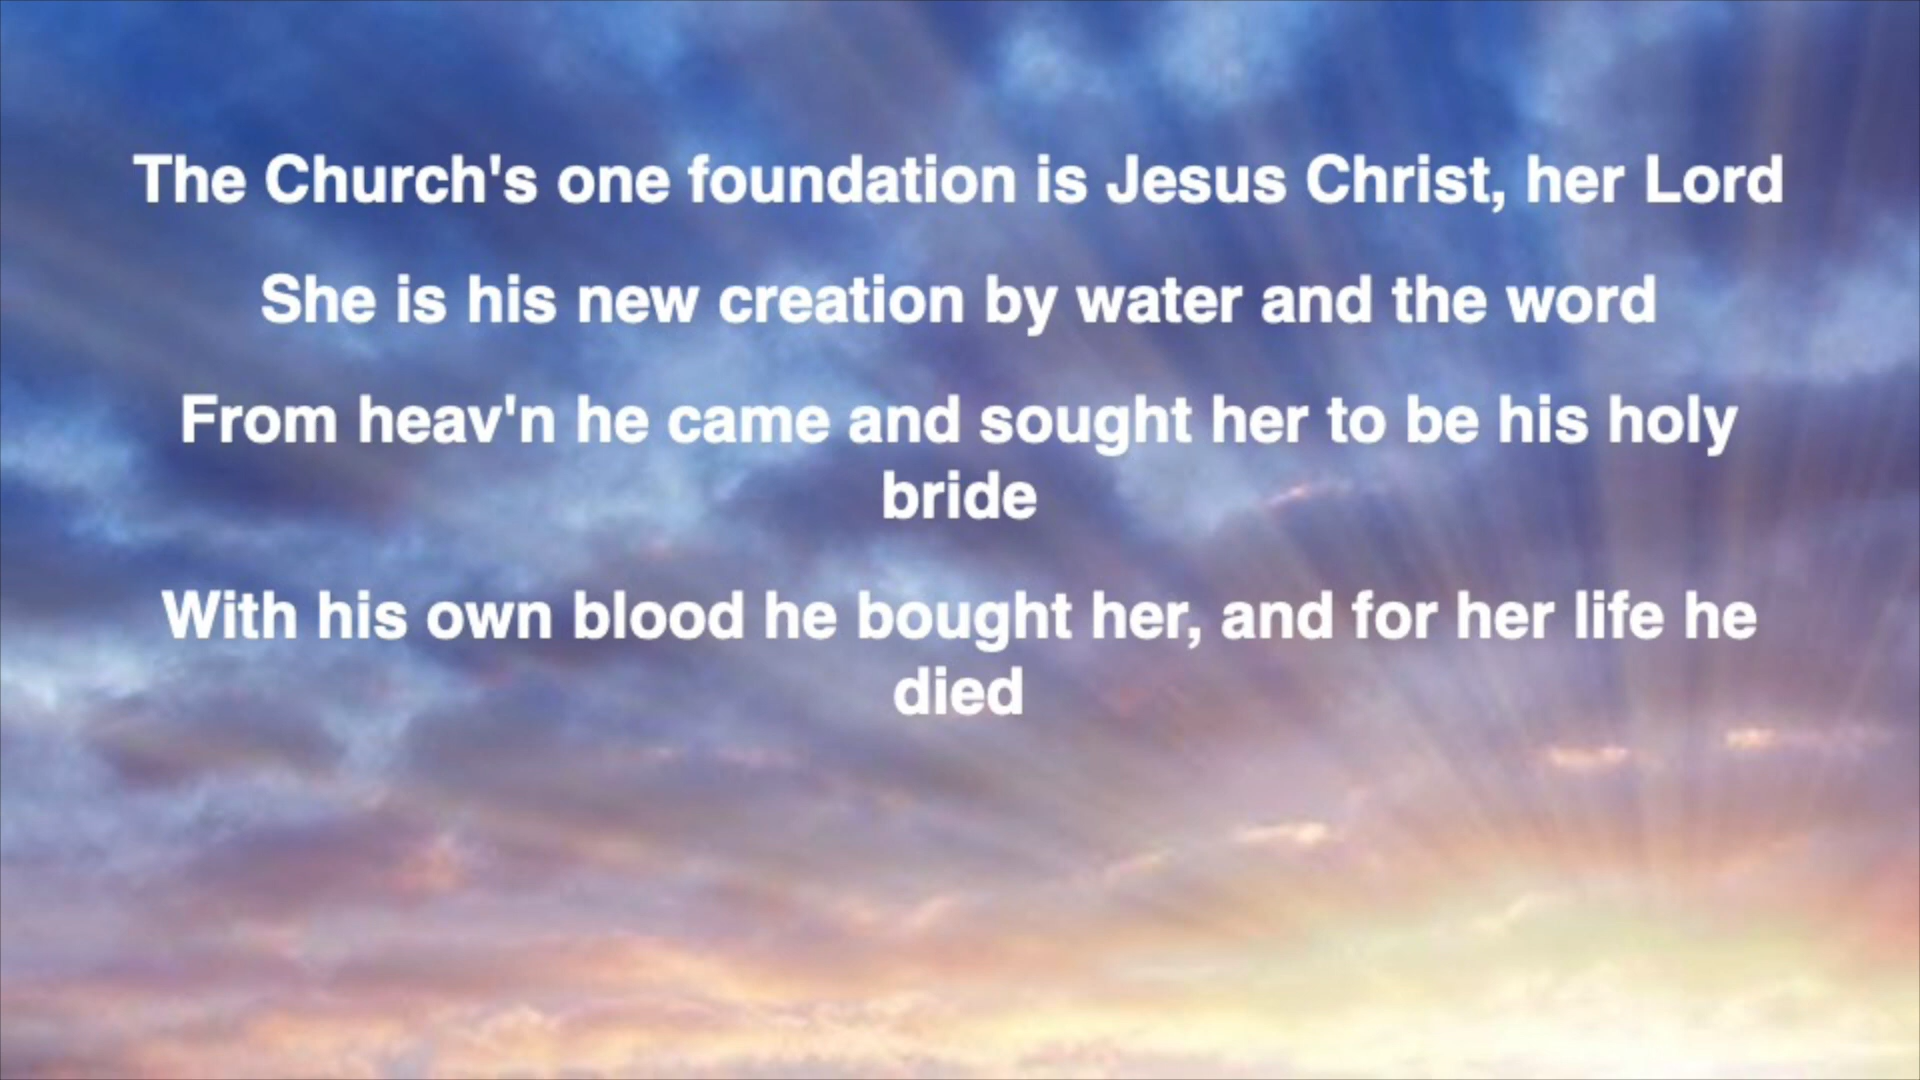 The Church's one foundation is Jesus Christ, her Lord
She is his new creation by water and the word
From heav'n he came and sought her to be his holy
bride
With his own blood he bought her, and for her life he
died